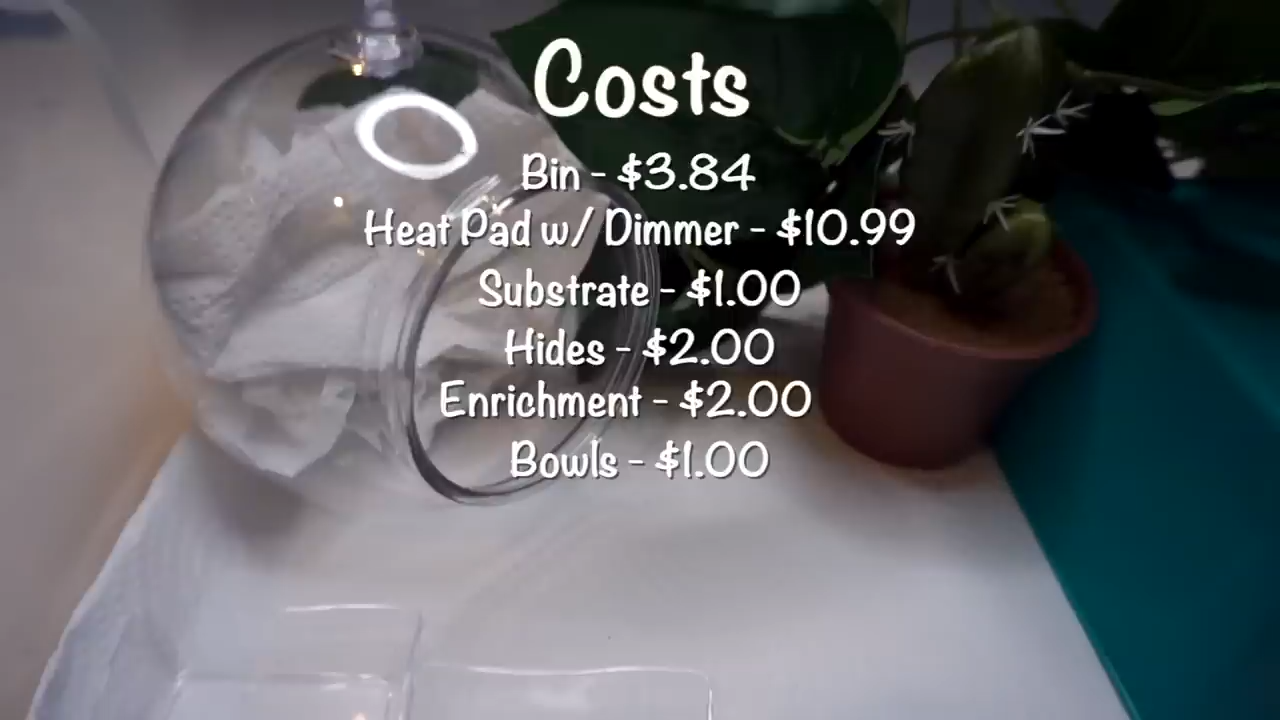 Costs
Bin - $3.84
Heat Pad w/ Dimmer - $10.99
Substrate - $1.00
Hides - $2.00
Enrichment - $2.00
Bowls - $1.00